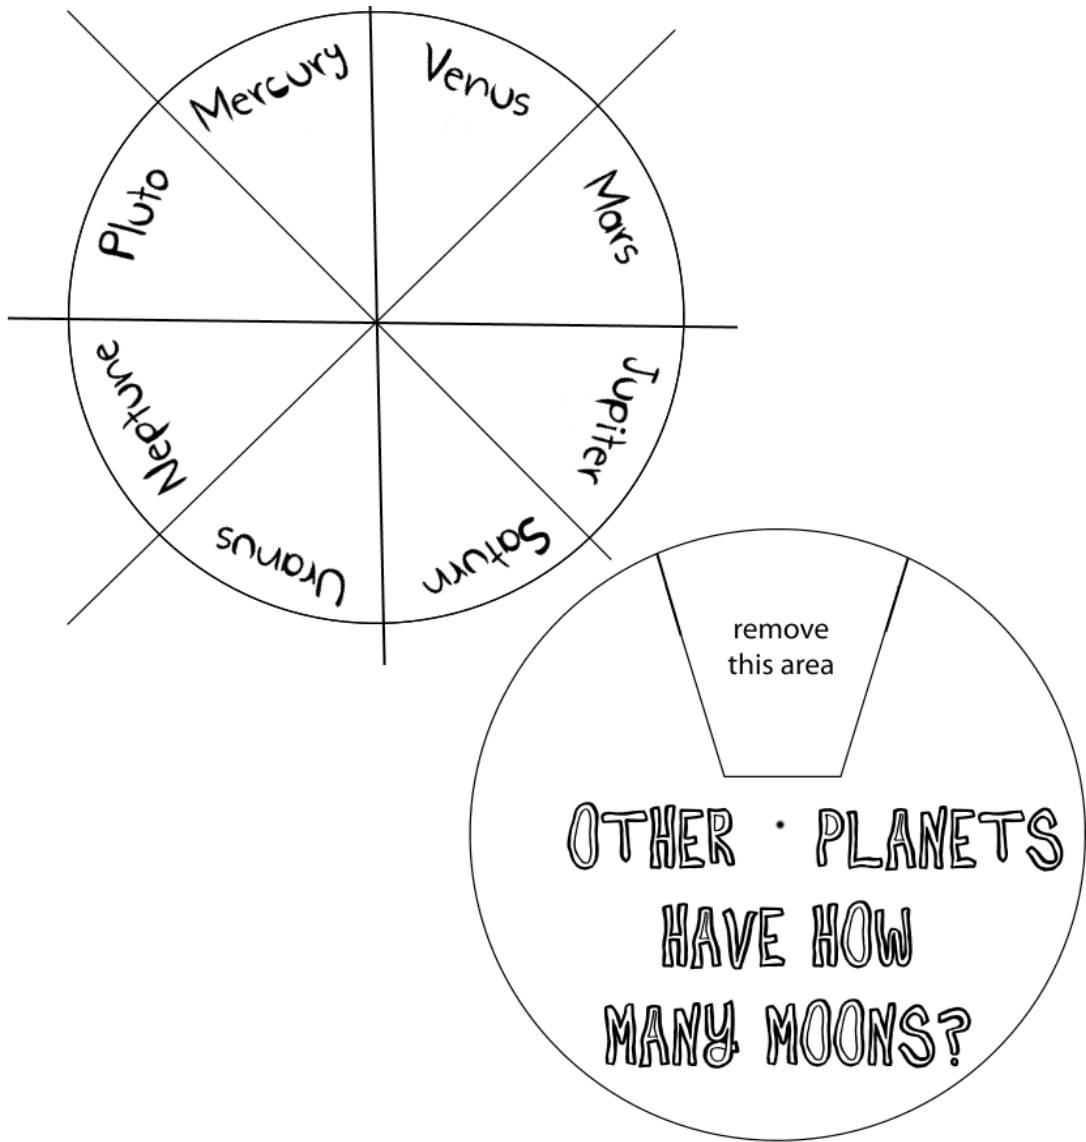 Mercury
Venus
Mars
Jupiter
Saturn
Uranus
Neptune
Pluto
remove
this area
OTHER PLANETS
HAVE HOW
MANY MOONS?